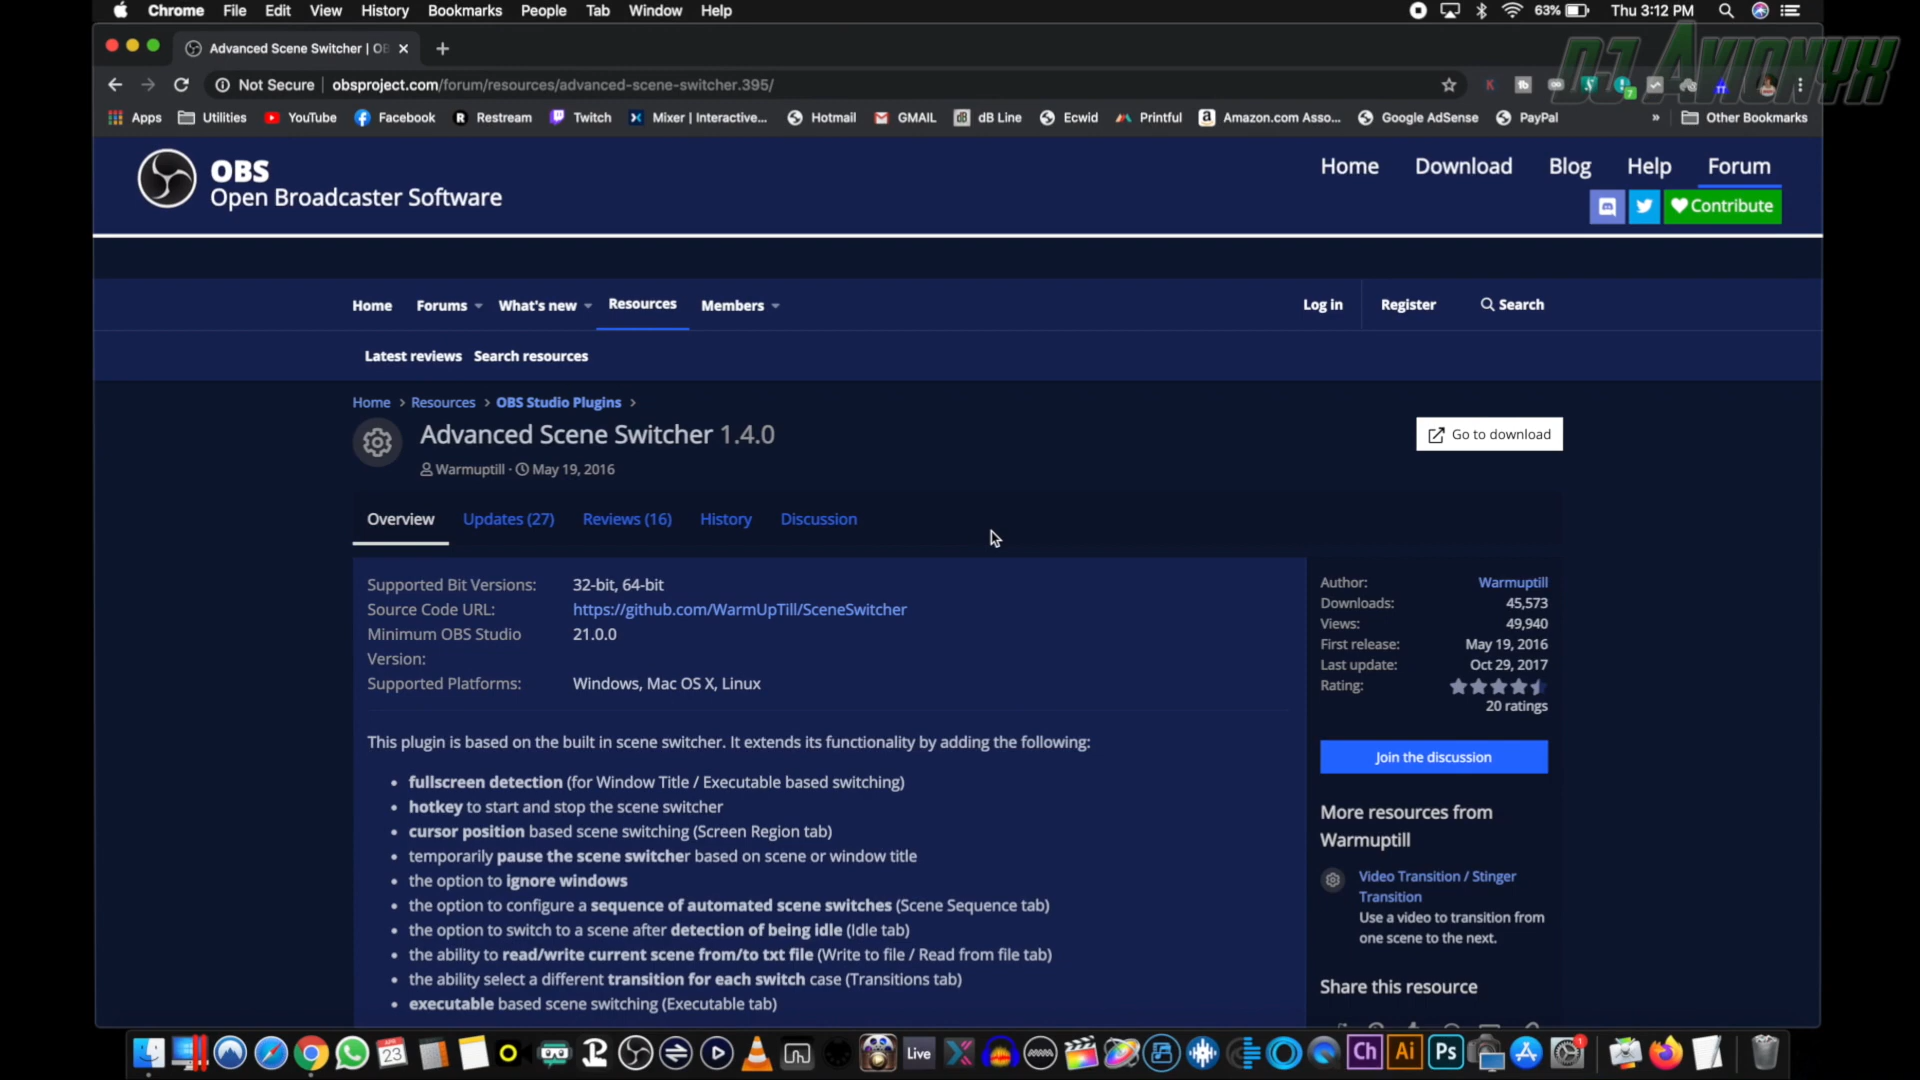 Chrome File Edit View History Bookmarks People Tab Window Help 63% Thu 3:12 PM
DJ AVIONYX
Advanced Scene Switcher | OB
Not Secure | obsproject.com/forum/resources/advanced-scene-switcher.395/
Apps Utilities YouTube Facebook Restream Twitch Mixer | Interactive... Hotmail GMAIL dB Line Ecwid Printful Amazon.com Asso... Google AdSense PayPal » Other Bookmarks
OBS
Open Broadcaster Software
Home Download Blog Help Forum
Contribute
Home Forums What's new Resources Members Log in Register Search
Latest reviews Search resources
Home > Resources > OBS Studio Plugins >
Advanced Scene Switcher 1.4.0
Go to download
Warmuptill · May 19, 2016
Overview Updates (27) Reviews (16) History Discussion
Supported Bit Versions: 32-bit, 64-bit
Source Code URL: https://github.com/WarmUpTill/SceneSwitcher
Minimum OBS Studio 21.0.0
Version:
Supported Platforms: Windows, Mac OS X, Linux
This plugin is based on the built in scene switcher. It extends its functionality by adding the following:
• fullscreen detection (for Window Title / Executable based switching)
• hotkey to start and stop the scene switcher
• cursor position based scene switching (Screen Region tab)
• temporarily pause the scene switcher based on scene or window title
• the option to ignore windows
• the option to configure a sequence of automated scene switches (Scene Sequence tab)
• the option to switch to a scene after detection of being idle (Idle tab)
• the ability to read/write current scene from/to txt file (Write to file / Read from file tab)
• the ability select a different transition for each switch case (Transitions tab)
• executable based scene switching (Executable tab)
Author: Warmuptill
Downloads: 45,573
Views: 49,940
First release: May 19, 2016
Last update: Oct 29, 2017
Rating:
20 ratings
Join the discussion
More resources from
Warmuptill
Video Transition / Stinger
Transition
Use a video to transition from
one scene to the next.
Share this resource
23 Live Ch Ai Ps 1